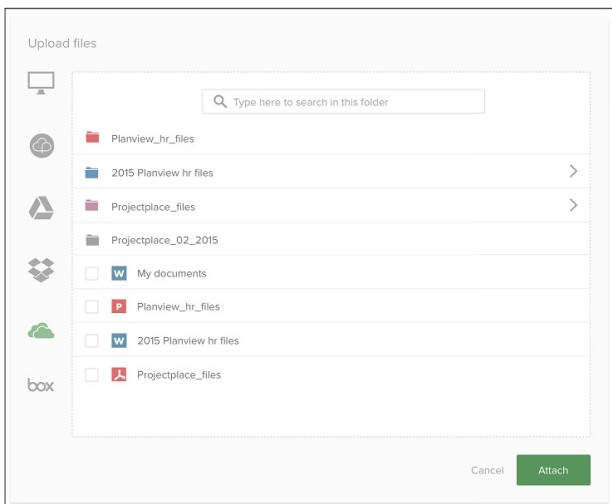 Upload files
Type here to search in this folder
Planview_hr_files
2015 Planview hr files
Projectplace_files
Projectplace_02_2015
W My documents
P Planview_hr_files
W 2015 Planview hr files
Projectplace_files
box
Cancel Attach